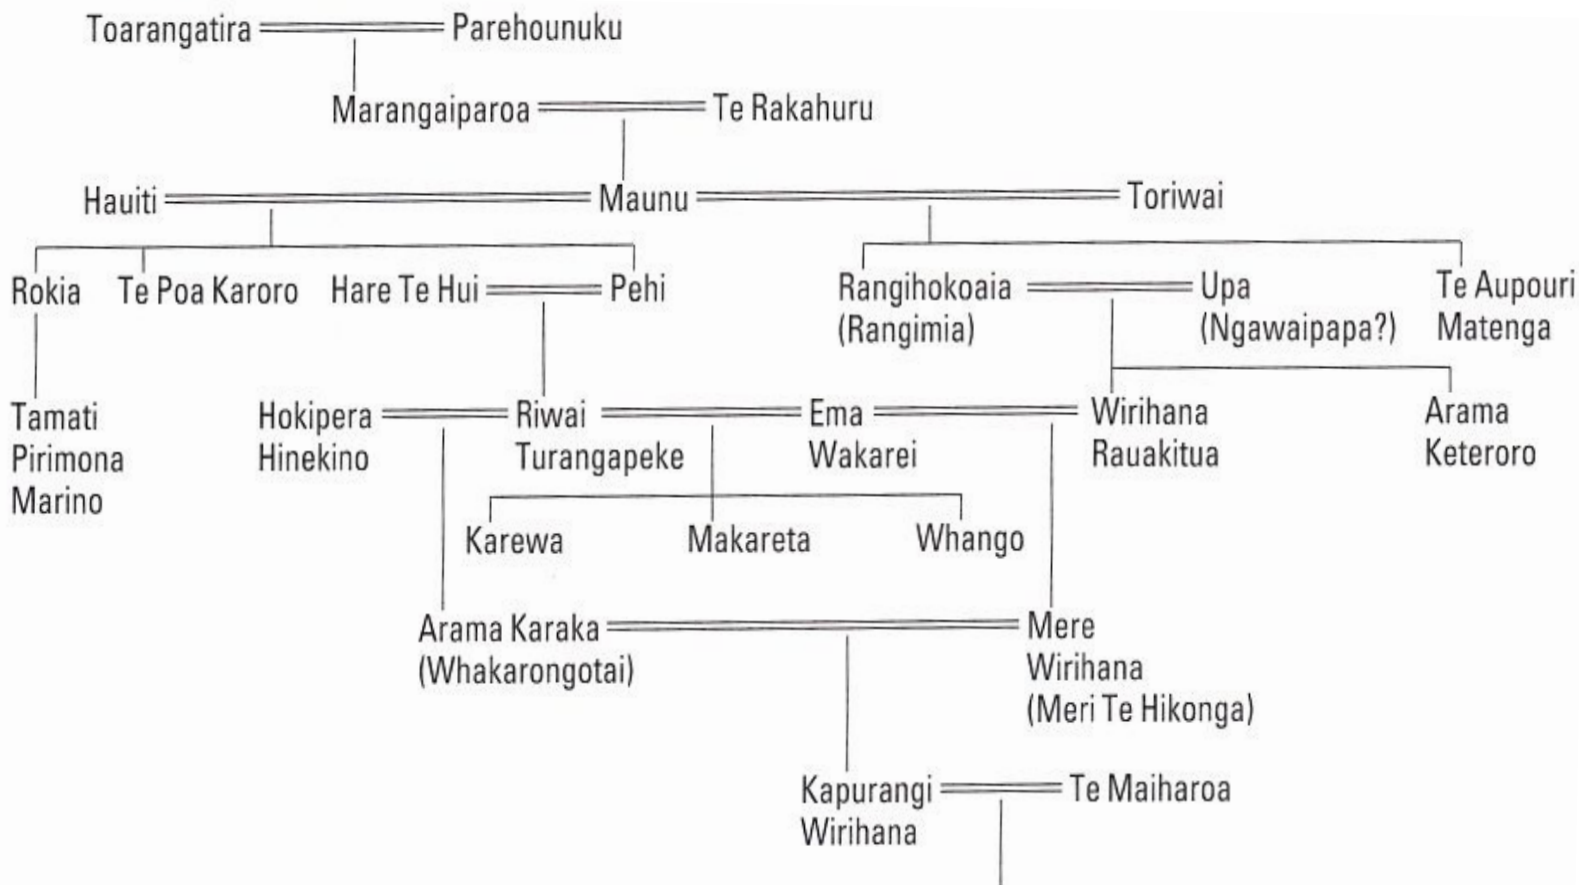 Toarangatira Parehounuku
Marangaiparoa Te Rakahuru
Hauiti Maunu Toriwai
Rokia Te Poa Karoro Hare Te Hui Pehi Rangihokoaia Upa Te Aupouri
(Rangimia) (Ngawaipapa?) Matenga
Tamati Hokipera Riwai Ema Wirihana Arama
Pirimona Hinekino Turangapeke Wakarei Rauakitua Keteroro
Marino
Karewa Makareta Whango
Arama Karaka Mere
(Whakarongotai) Wirihana
(Meri Te Hikonga)
Kapurangi Te Maiharoa
Wirihana